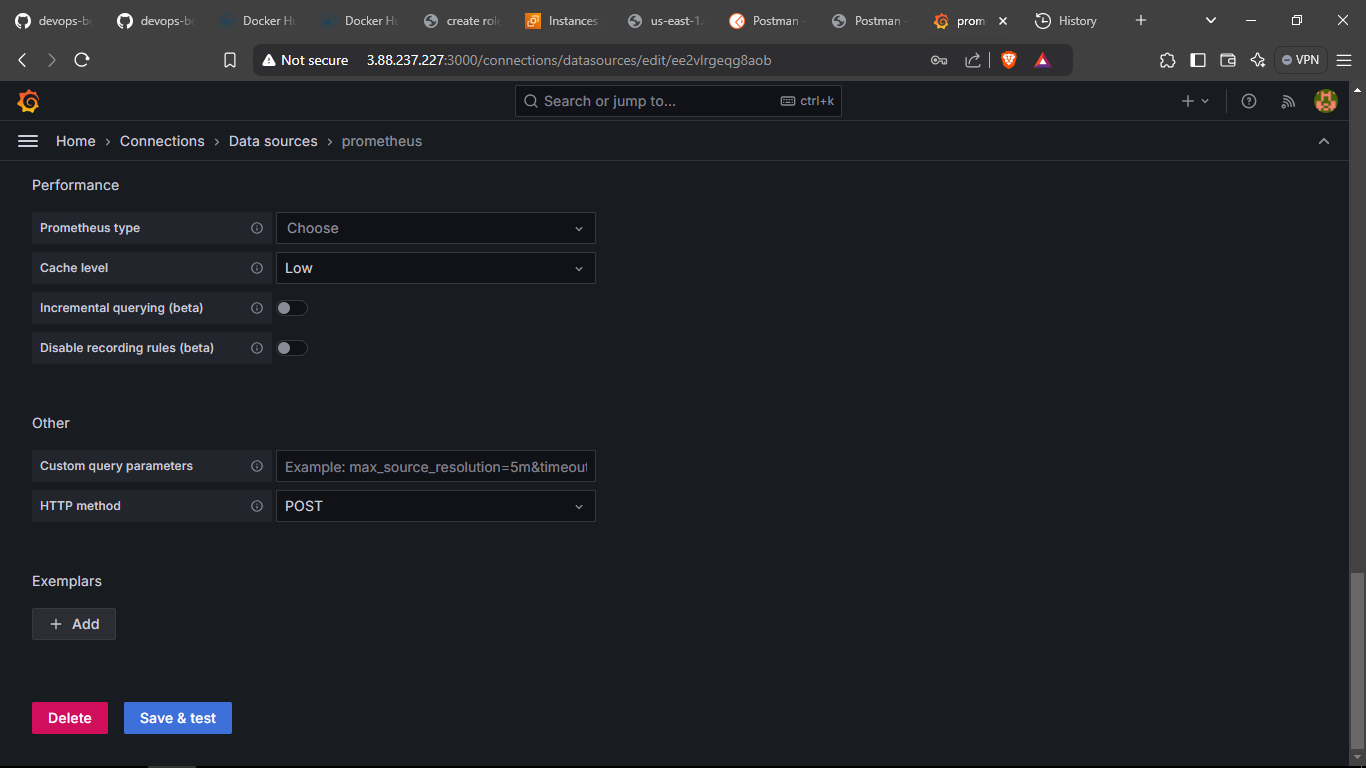 devops-b
devops-b
Docker H
Docker H
create rol
Instances
us-east-1.
Postman
Postman
prom
History
Not secure 3.88.237.227:3000/connections/datasources/edit/ee2vlrgeqg8aob
VPN
Search or jump to... ctrl+k
Home › Connections › Data sources › prometheus
Performance
Prometheus type Choose
Cache level Low
Incremental querying (beta)
Disable recording rules (beta)
Other
Custom query parameters Example: max_source_resolution=5m&timeout
HTTP method POST
Exemplars
+ Add
Delete Save & test